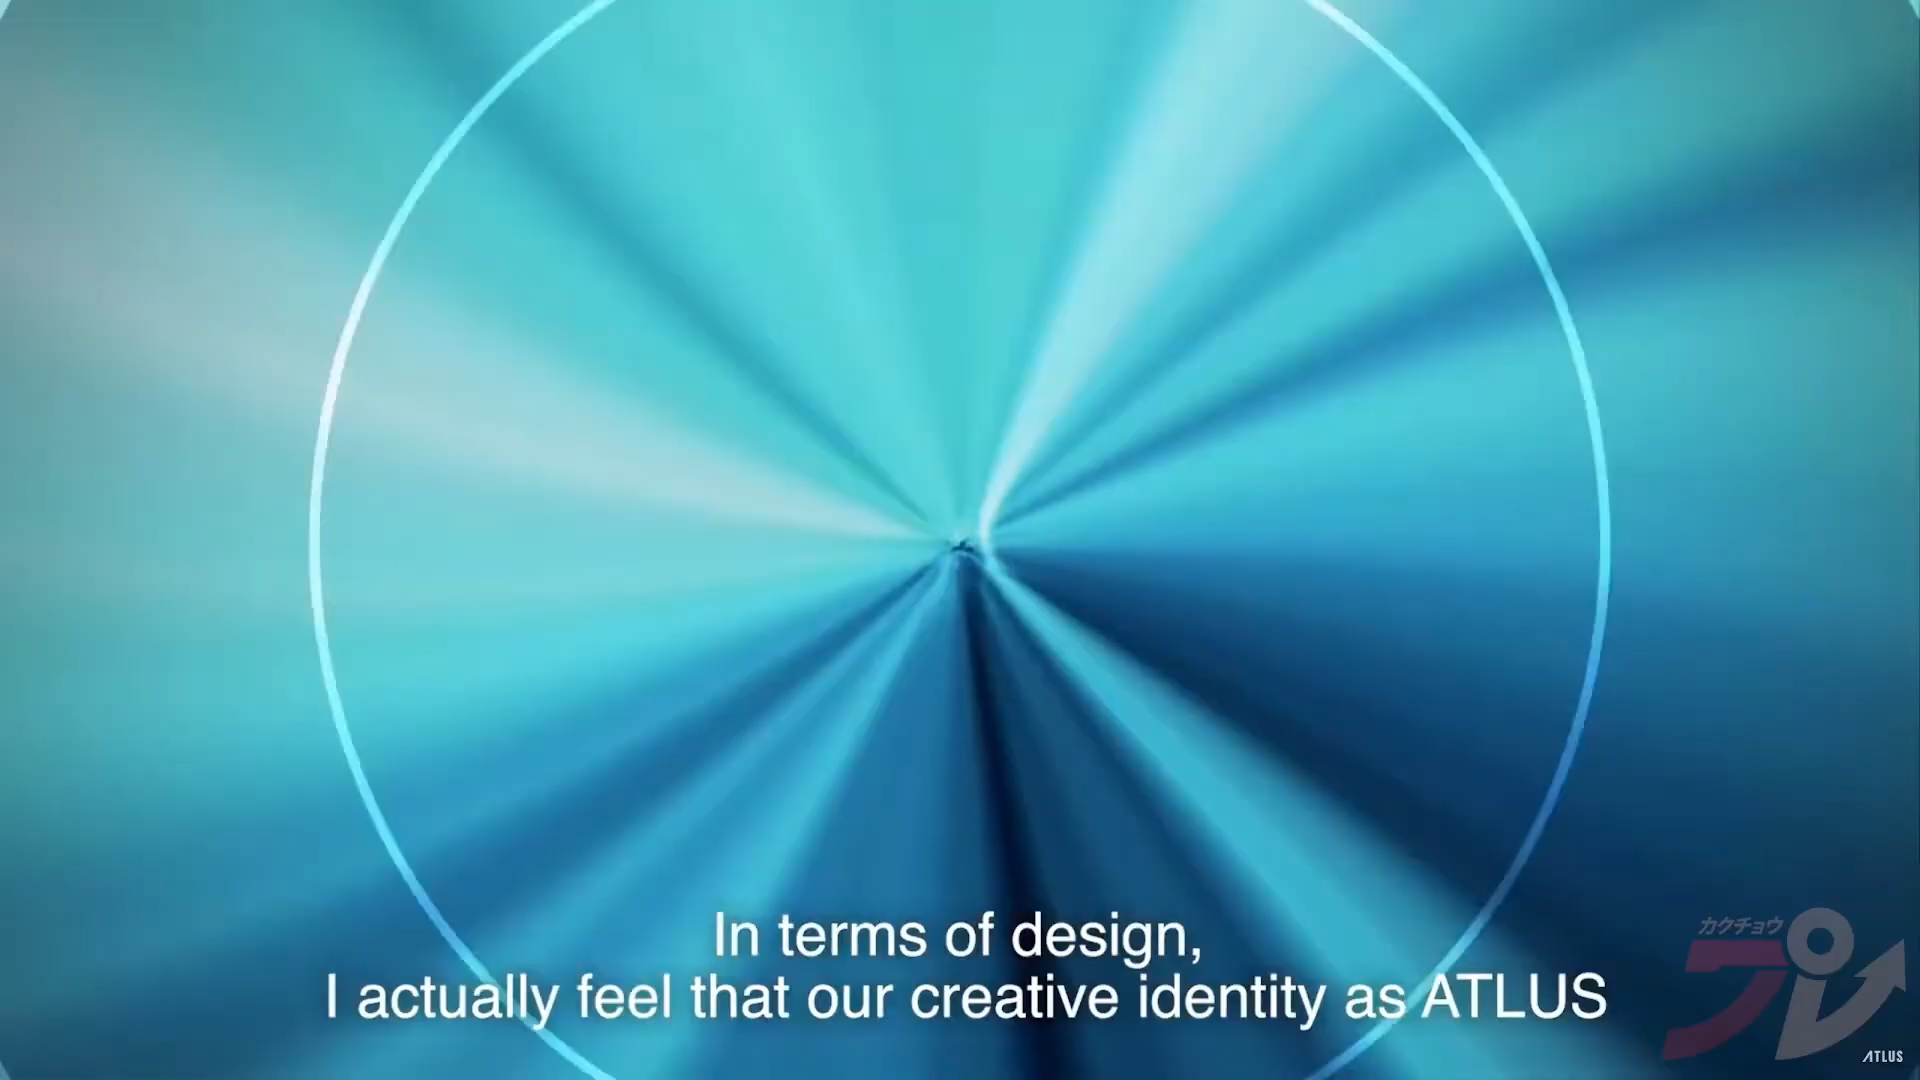 In terms of design,
I actually feel that our creative identity as ATLUS
カクチョウ
プレ
ATLUS